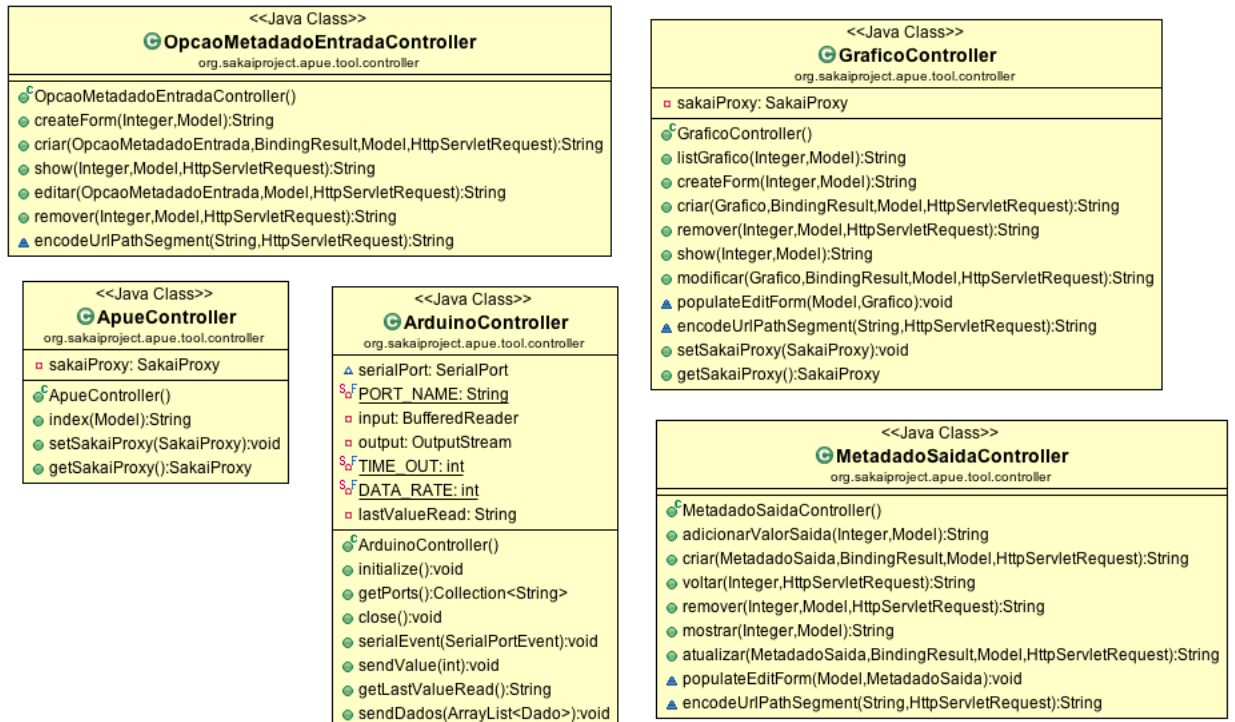 <<Java Class>>
OpcaoMetadadoEntradaController
org.sakaiproject.apue.tool.controller
OpcaoMetadadoEntradaController()
createForm(Integer,Model):String
criar(OpcaoMetadadoEntrada,BindingResult,Model,HttpServletRequest):String
show(Integer,Model,HttpServletRequest):String
editar(OpcaoMetadadoEntrada,Model,HttpServletRequest):String
remover(Integer,Model,HttpServletRequest):String
encodeUrlPathSegment(String,HttpServletRequest):String
<<Java Class>>
GraficoController
org.sakaiproject.apue.tool.controller
sakaiProxy: SakaiProxy
GraficoController()
listGrafico(Integer,Model):String
createForm(Integer,Model):String
criar(Grafico,BindingResult,Model,HttpServletRequest):String
remover(Integer,Model,HttpServletRequest):String
show(Integer,Model):String
modificar(Grafico,BindingResult,Model,HttpServletRequest):String
populateEditForm(Model,Grafico):void
encodeUrlPathSegment(String,HttpServletRequest):String
setSakaiProxy(SakaiProxy):void
getSakaiProxy():SakaiProxy
<<Java Class>>
ApueController
org.sakaiproject.apue.tool.controller
sakaiProxy: SakaiProxy
ApueController()
index(Model):String
setSakaiProxy(SakaiProxy):void
getSakaiProxy():SakaiProxy
<<Java Class>>
ArduinoController
org.sakaiproject.apue.tool.controller
serialPort: SerialPort
PORT_NAME: String
input: BufferedReader
output: OutputStream
TIME_OUT: int
DATA_RATE: int
lastValueRead: String
ArduinoController()
initialize():void
getPorts():Collection<String>
close():void
serialEvent(SerialPortEvent):void
sendValue(int):void
getLastValueRead():String
sendDados(ArrayList<Dado>):void
<<Java Class>>
MetadadoSaidaController
org.sakaiproject.apue.tool.controller
MetadadoSaidaController()
adicionarValorSaida(Integer,Model):String
criar(MetadadoSaida,BindingResult,Model,HttpServletRequest):String
voltar(Integer,HttpServletRequest):String
remover(Integer,Model,HttpServletRequest):String
mostrar(Integer,Model):String
atualizar(MetadadoSaida,BindingResult,Model,HttpServletRequest):String
populateEditForm(Model,MetadadoSaida):void
encodeUrlPathSegment(String,HttpServletRequest):String